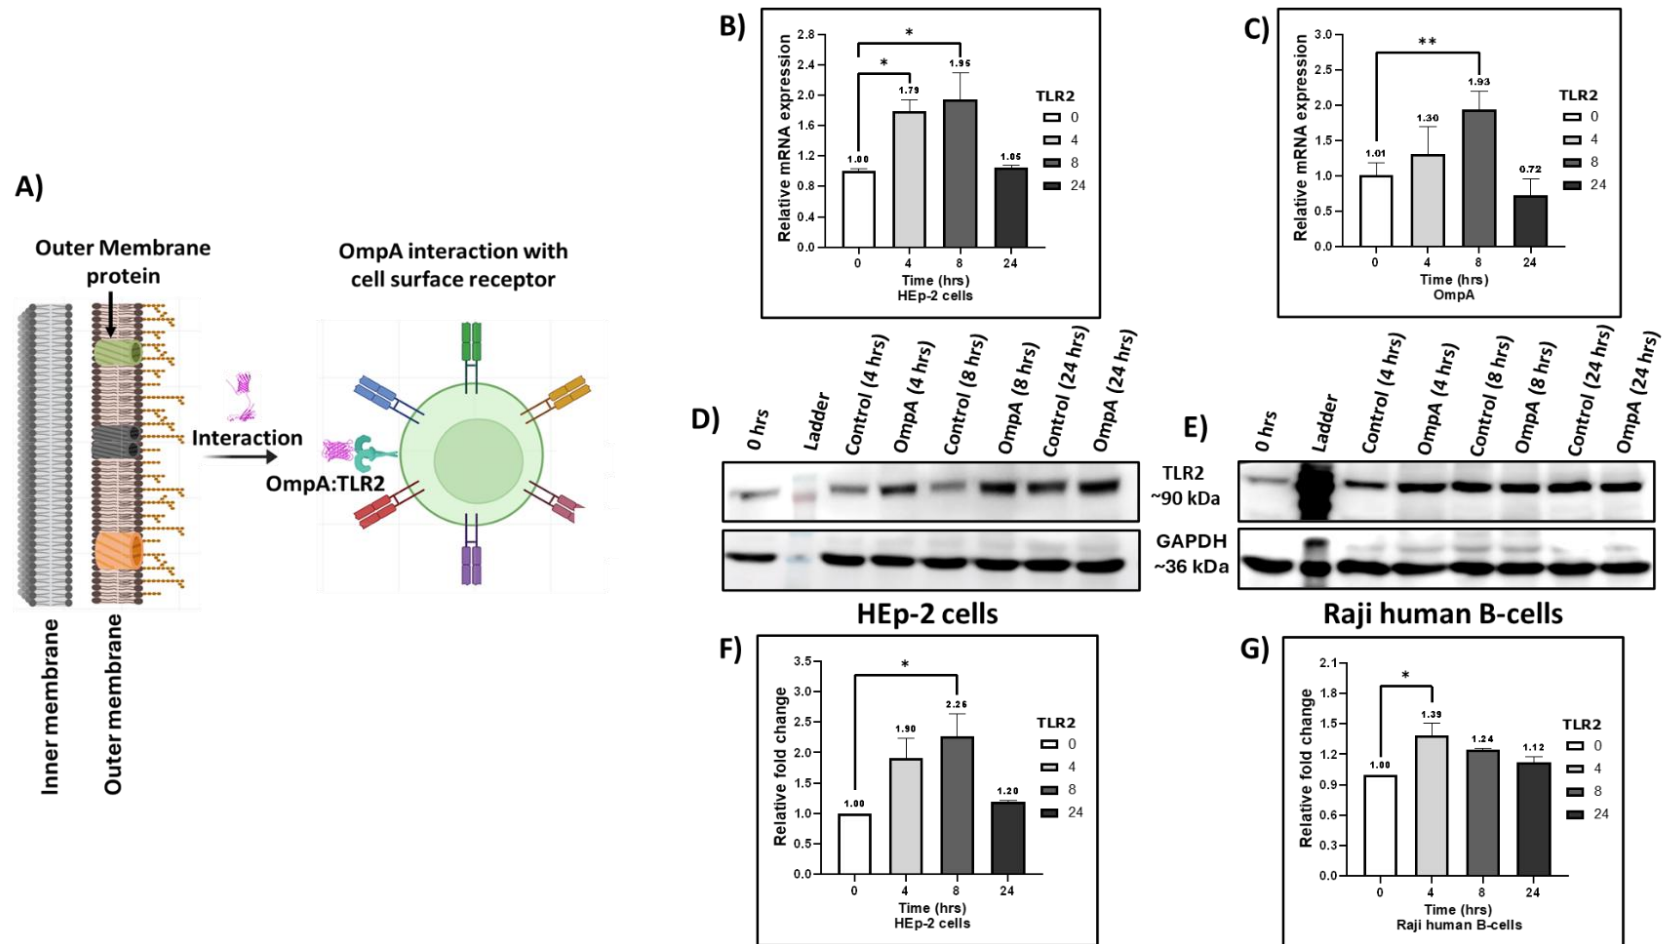 A)
Outer Membrane
protein
Interaction
OmpA interaction with
cell surface receptor
OmpA:TLR2
Inner membrane
Outer membrane
B)
Relative mRNA expression
2.8
2.4
2.0
1.6
1.2
0.8
0.4
0.0
*
*
1.00
1.79
1.95
1.05
0
4
8
24
Time (hrs)
HEp-2 cells
TLR2
0
4
8
24
C)
Relative mRNA expression
3.0
2.5
2.0
1.5
1.0
0.5
0.0
**
1.01
1.30
1.93
0.72
0
4
8
24
Time (hrs)
OmpA
TLR2
0
4
8
24
D)
0 hrs
Ladder
Control (4 hrs)
OmpA (4 hrs)
Control (8 hrs)
OmpA (8 hrs)
Control (24 hrs)
OmpA (24 hrs)
TLR2
~90 kDa
GAPDH
~36 kDa
HEp-2 cells
E)
0 hrs
Ladder
Control (4 hrs)
OmpA (4 hrs)
Control (8 hrs)
OmpA (8 hrs)
Control (24 hrs)
OmpA (24 hrs)
Raji human B-cells
F)
Relative fold change
3.5
3.0
2.5
2.0
1.5
1.0
0.5
0.0
*
1.00
1.90
2.26
1.20
0
4
8
24
Time (hrs)
HEp-2 cells
TLR2
0
4
8
24
G)
Relative fold change
2.1
1.8
1.5
1.2
0.9
0.6
0.3
0.0
*
1.00
1.39
1.24
1.12
0
4
8
24
Time (hrs)
Raji human B-cells
TLR2
0
4
8
24